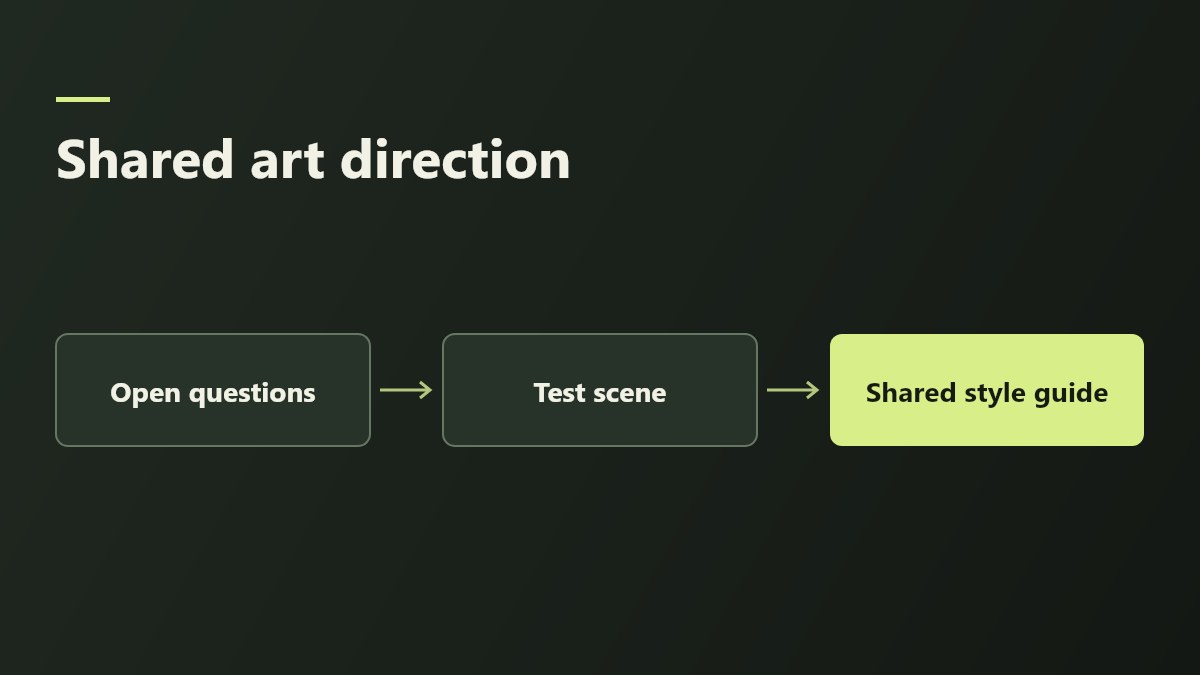 Shared art direction
Open questions
Test scene
Shared style guide